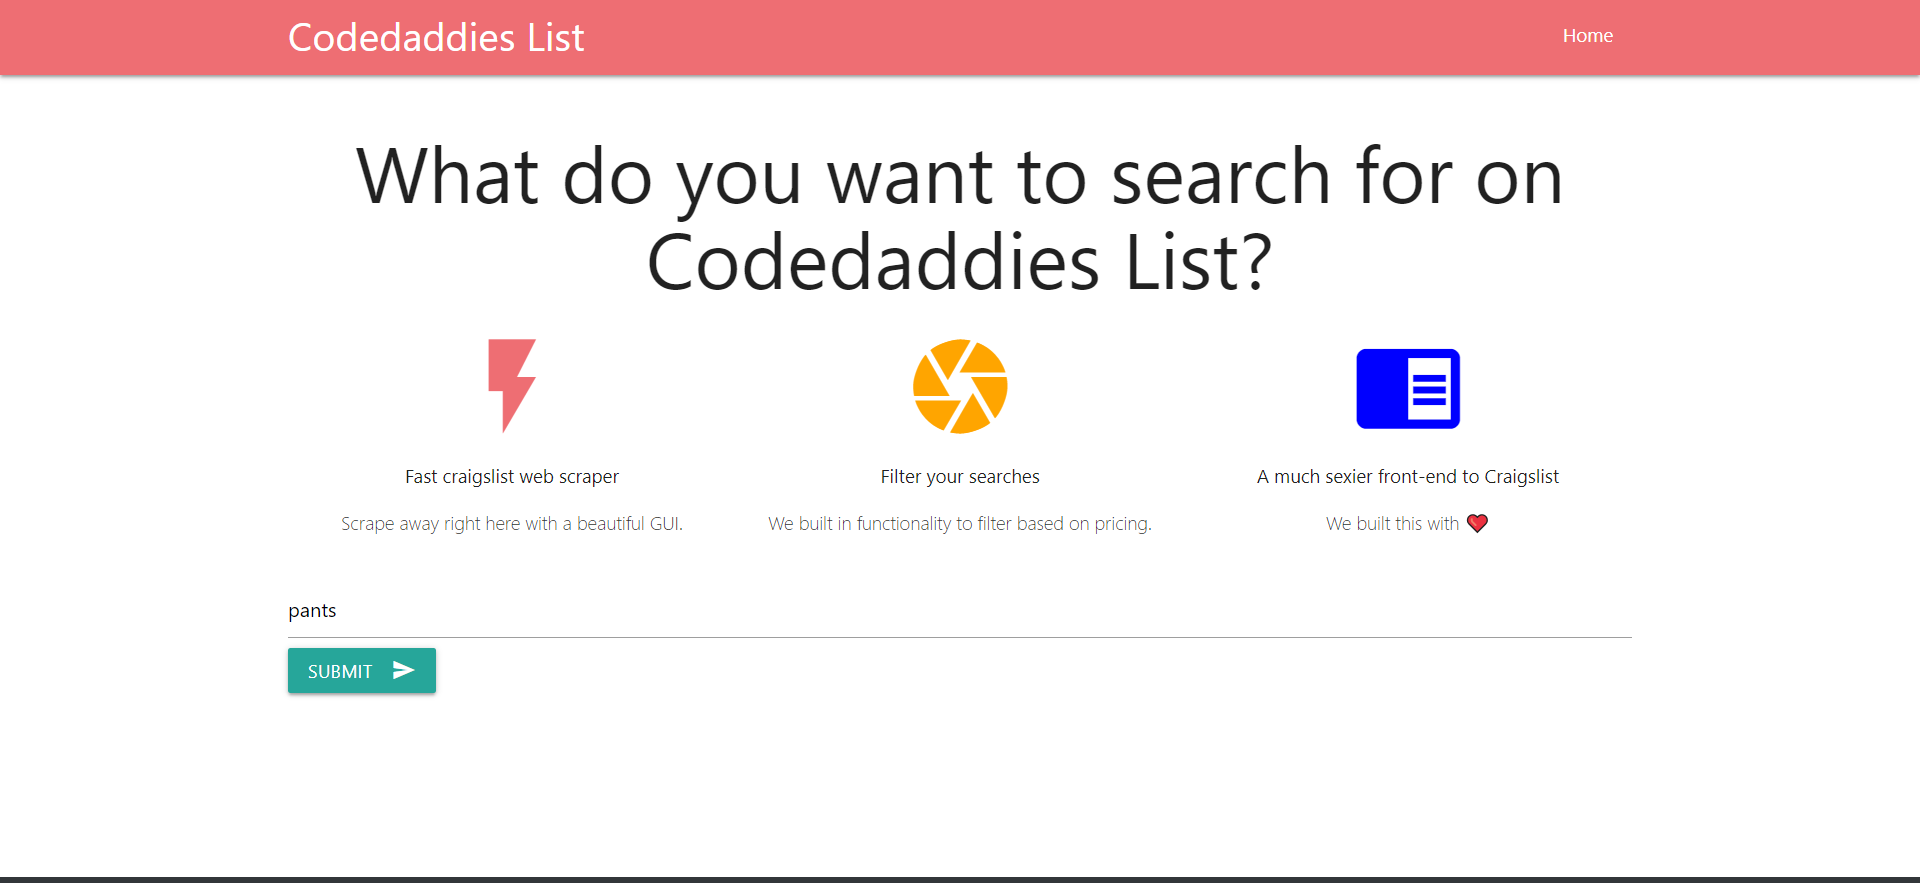 Codedaddies List
Home
What do you want to search for on
Codedaddies List?
Fast craigslist web scraper
Scrape away right here with a beautiful GUI.
Filter your searches
We built in functionality to filter based on pricing.
A much sexier front-end to Craigslist
We built this with ❤️
pants
SUBMIT